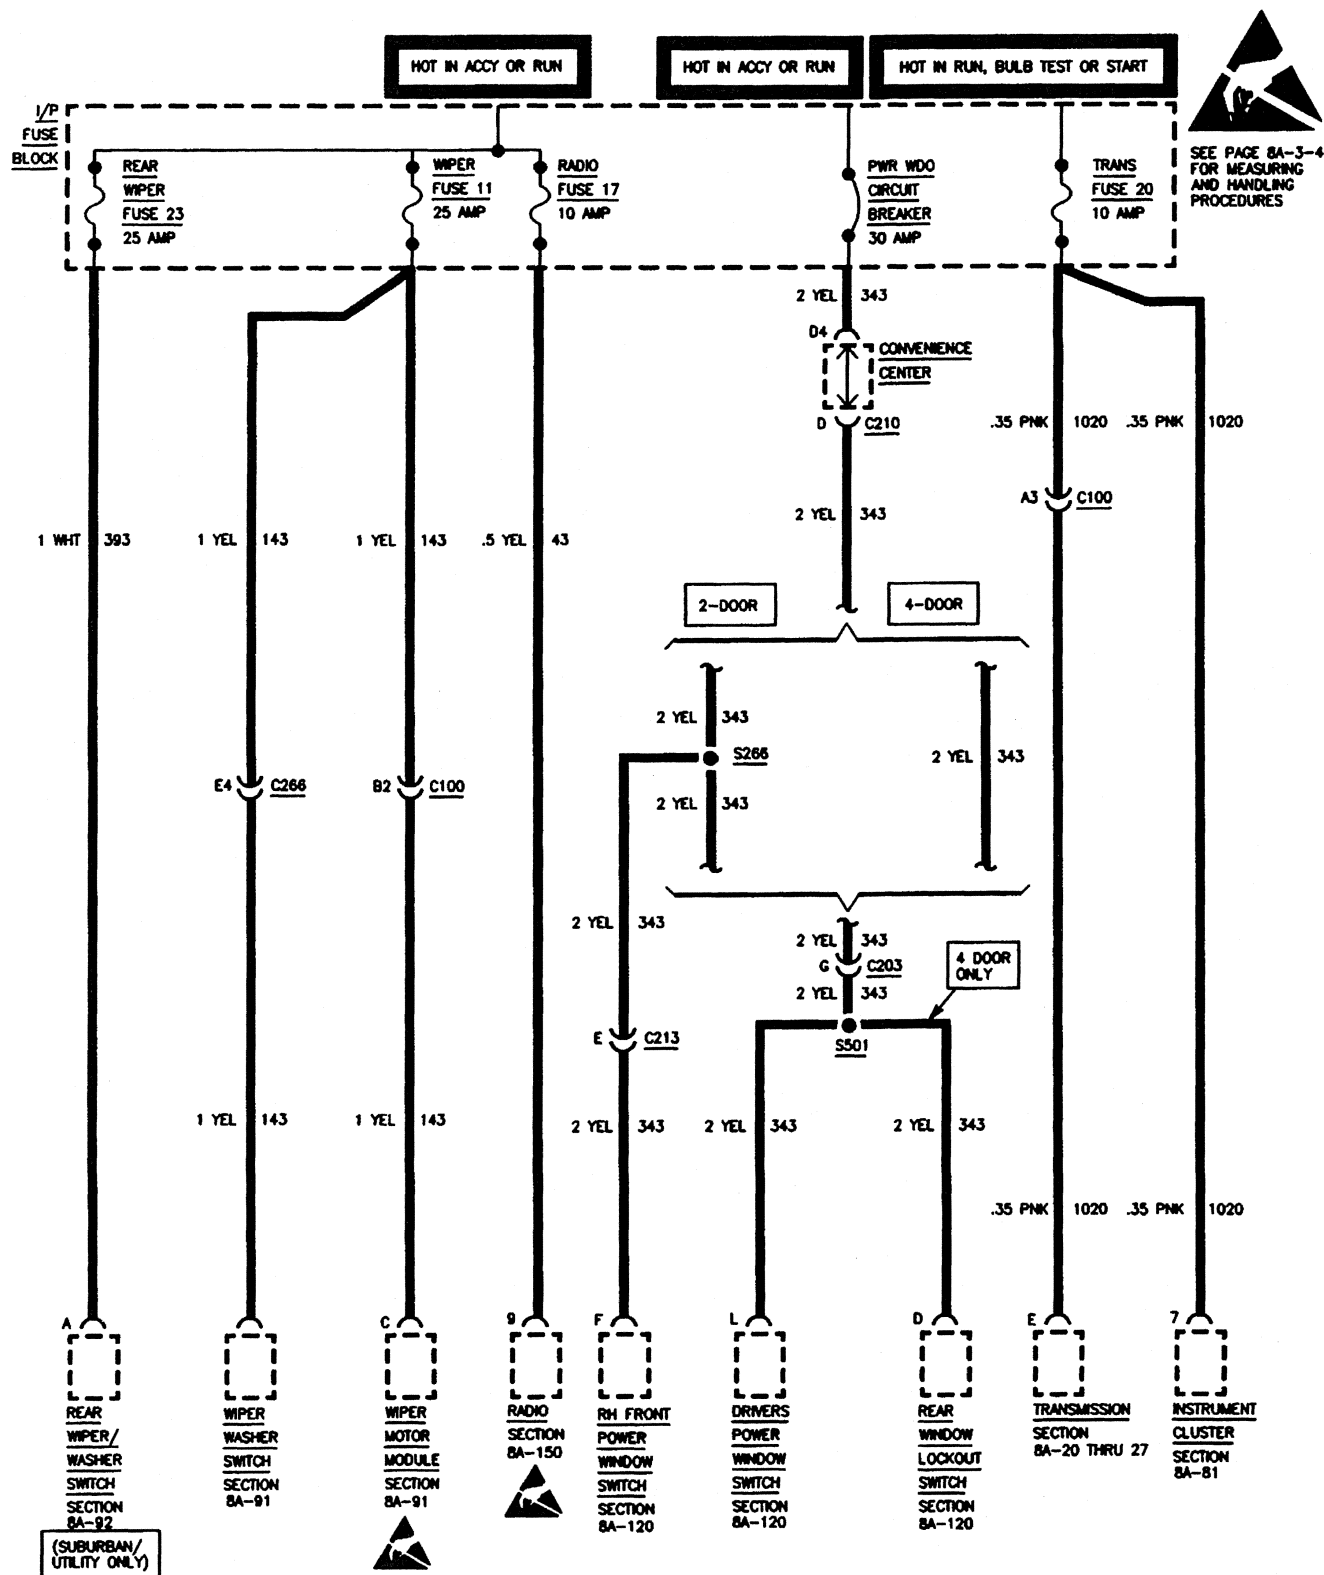 HOT IN ACCY OR RUN
HOT IN ACCY OR RUN
HOT IN RUN, BULB TEST OR START
SEE PAGE 8A-3-4
FOR MEASURING
AND HANDLING
PROCEDURES
I/P
FUSE
BLOCK
REAR
WIPER
FUSE 23
25 AMP
WIPER
FUSE 11
25 AMP
RADIO
FUSE 17
10 AMP
PWR WDO
CIRCUIT
BREAKER
30 AMP
TRANS
FUSE 20
10 AMP
2 YEL 343
D4
CONVENIENCE
CENTER
D C210
.35 PNK 1020
.35 PNK 1020
A3 C100
1 WHT 393
1 YEL 143
1 YEL 143
.5 YEL 43
2 YEL 343
2-DOOR
4-DOOR
2 YEL 343
S266
2 YEL 343
2 YEL 343
E4 C266
B2 C100
2 YEL 343
2 YEL 343
G C203
2 YEL 343
4 DOOR
ONLY
S501
E C213
1 YEL 143
1 YEL 143
2 YEL 343
2 YEL 343
2 YEL 343
.35 PNK 1020
.35 PNK 1020
A
C
9
F
L
D
E
7
REAR
WIPER/
WASHER
SWITCH
SECTION
8A-92
(SUBURBAN/
UTILITY ONLY)
WIPER
WASHER
SWITCH
SECTION
8A-91
WIPER
MOTOR
MODULE
SECTION
8A-91
RADIO
SECTION
8A-150
RH FRONT
POWER
WINDOW
SWITCH
SECTION
8A-120
DRIVERS
POWER
WINDOW
SWITCH
SECTION
8A-120
REAR
WINDOW
LOCKOUT
SWITCH
SECTION
8A-120
TRANSMISSION
SECTION
8A-20 THRU 27
INSTRUMENT
CLUSTER
SECTION
8A-81